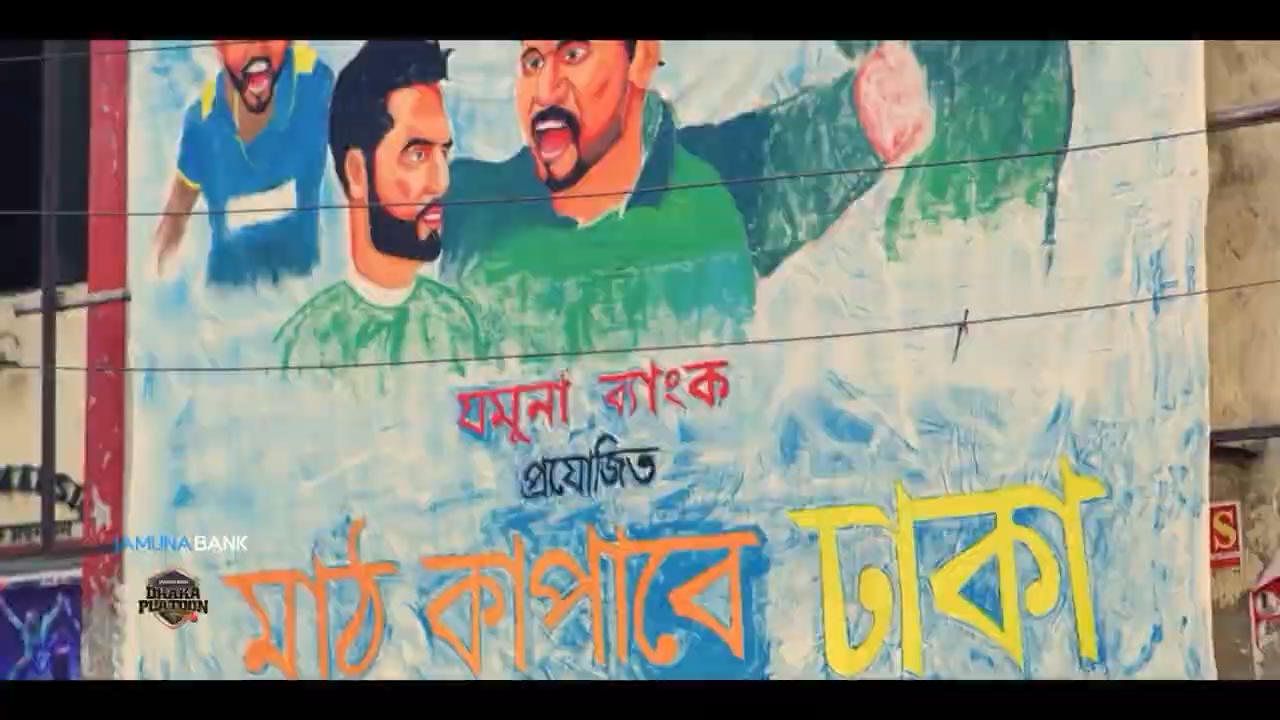 যমুনা ব্যাংক
প্রযোজিত
মাঠ কাপাবে ঢাকা
JAMUNA BANK
DHAKA
PLATOON
S